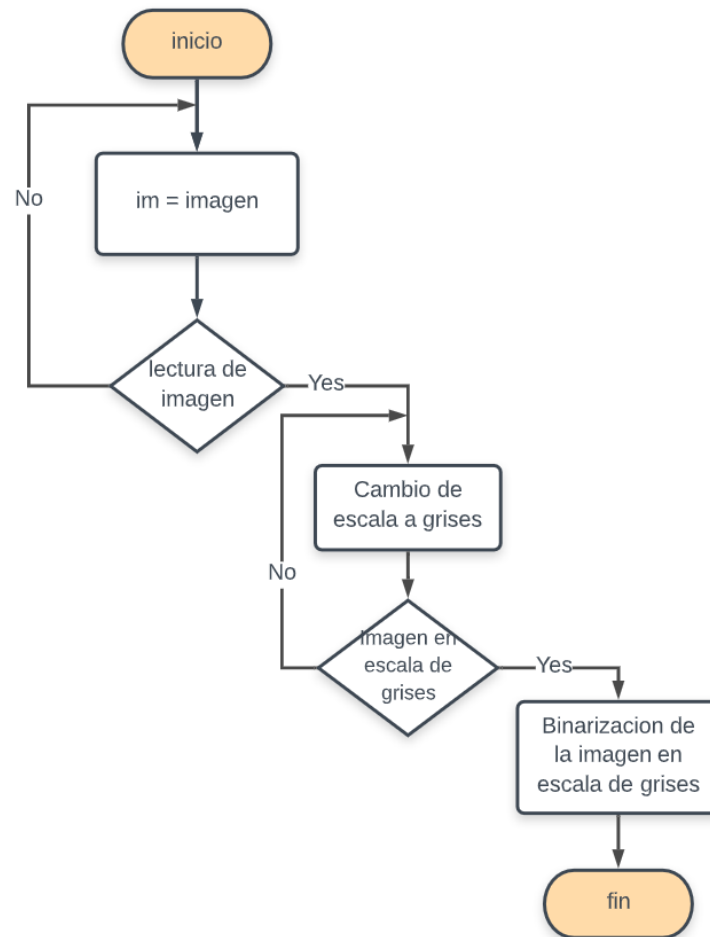 inicio
No
im = imagen
lectura de
imagen
Yes
Cambio de
escala a grises
No
Imagen en
escala de
grises
Yes
Binarizacion de
la imagen en
escala de grises
fin